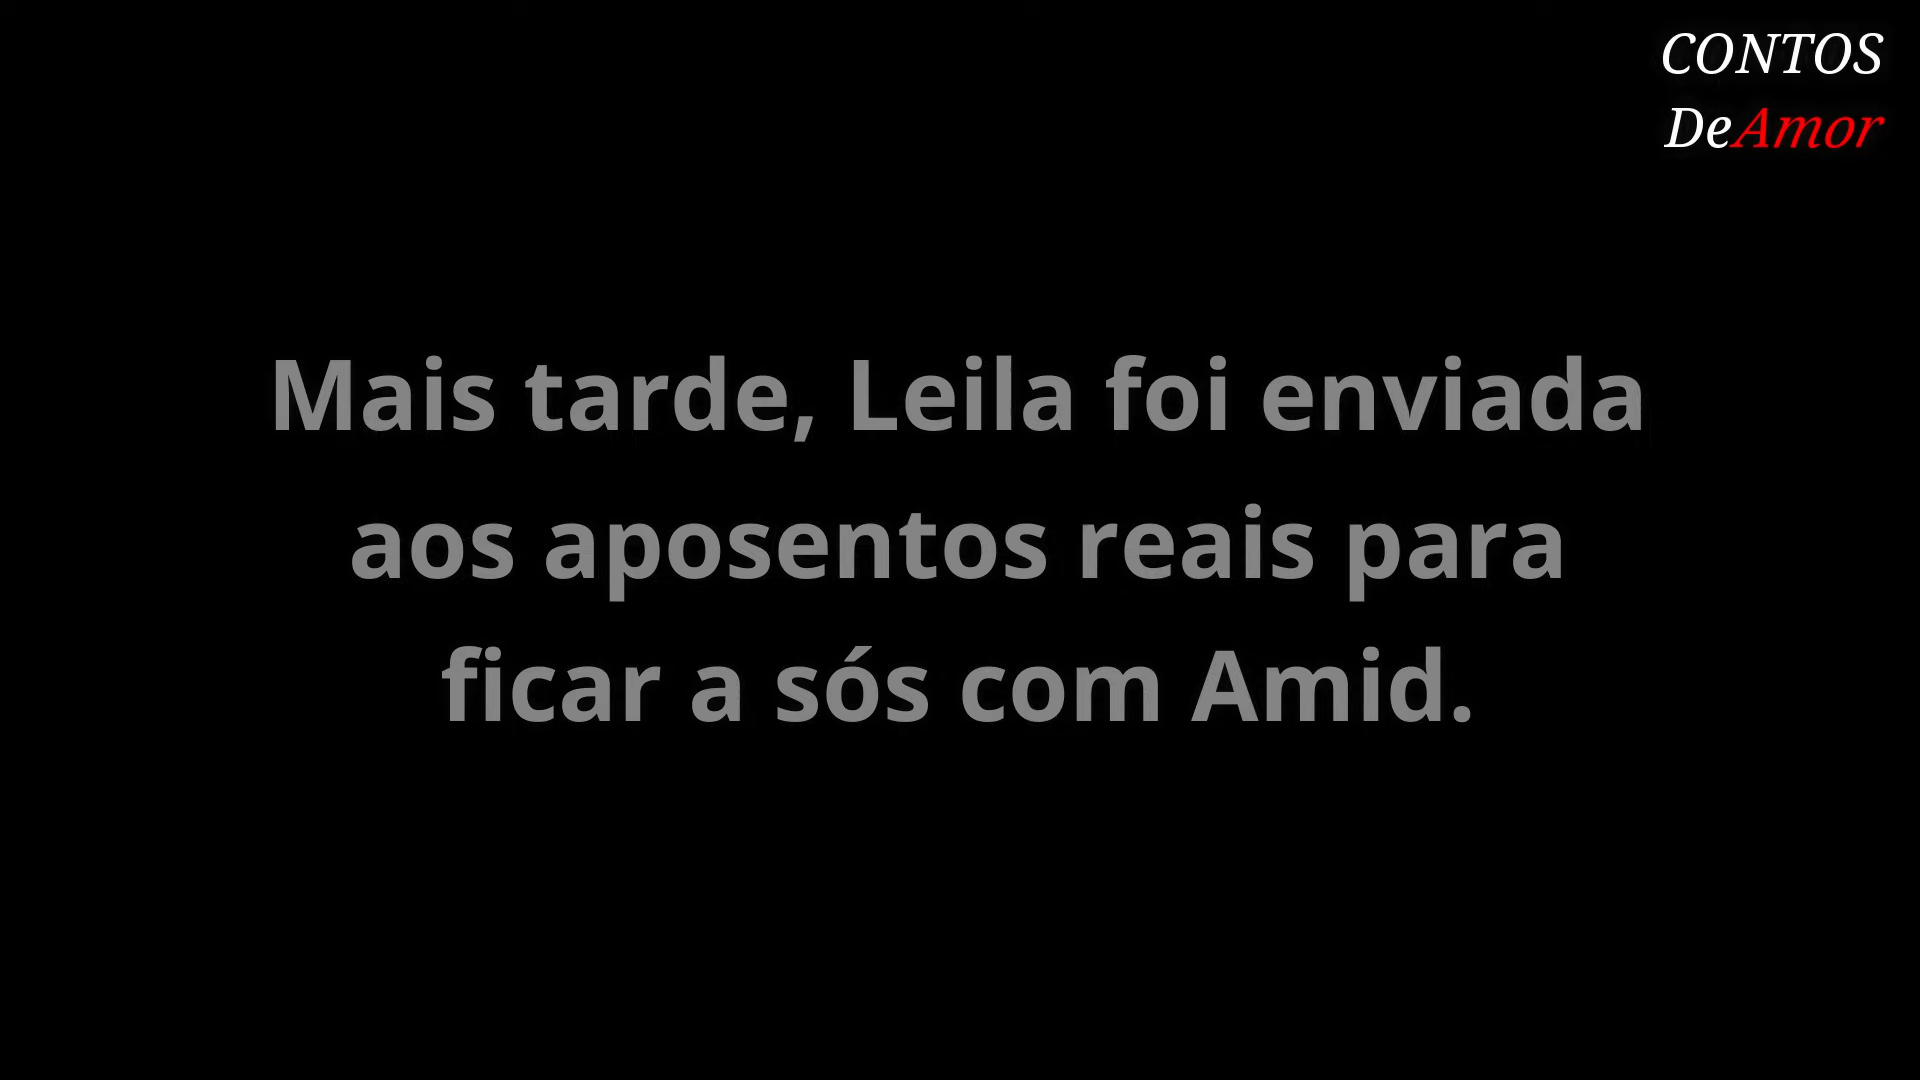 CONTOS
DeAmor
Mais tarde, Leila foi enviada
aos aposentos reais para
ficar a sós com Amid.